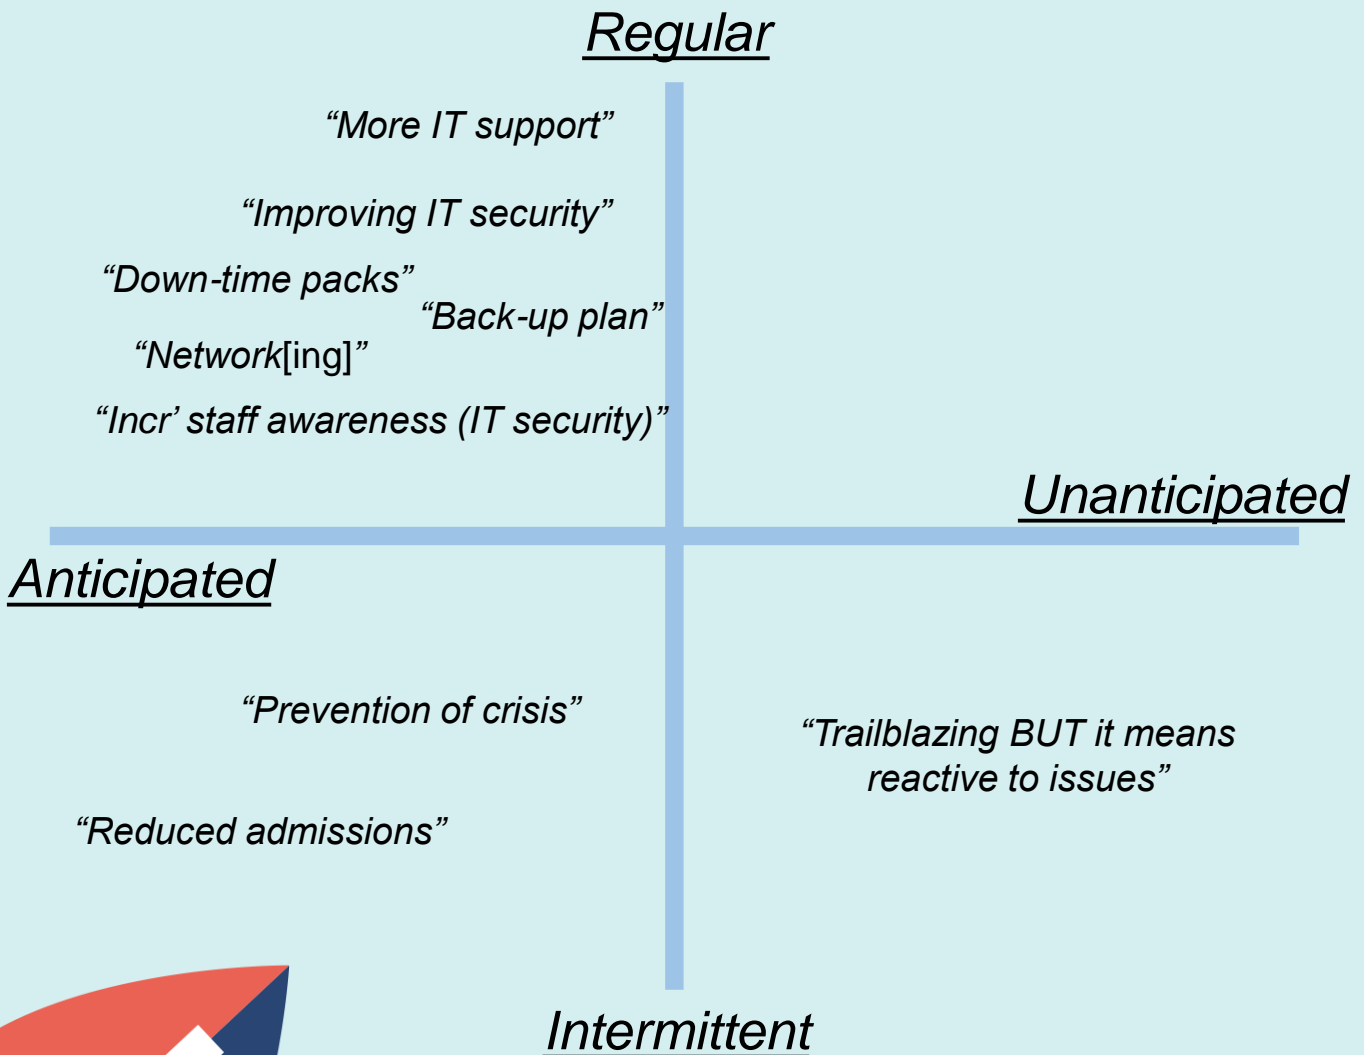 Regular
“More IT support”
“Improving IT security”
“Down-time packs”
“Back-up plan”
“Network[ing]”
“Incr’ staff awareness (IT security)”
Unanticipated
Anticipated
“Prevention of crisis”
“Trailblazing BUT it means
reactive to issues”
“Reduced admissions”
Intermittent